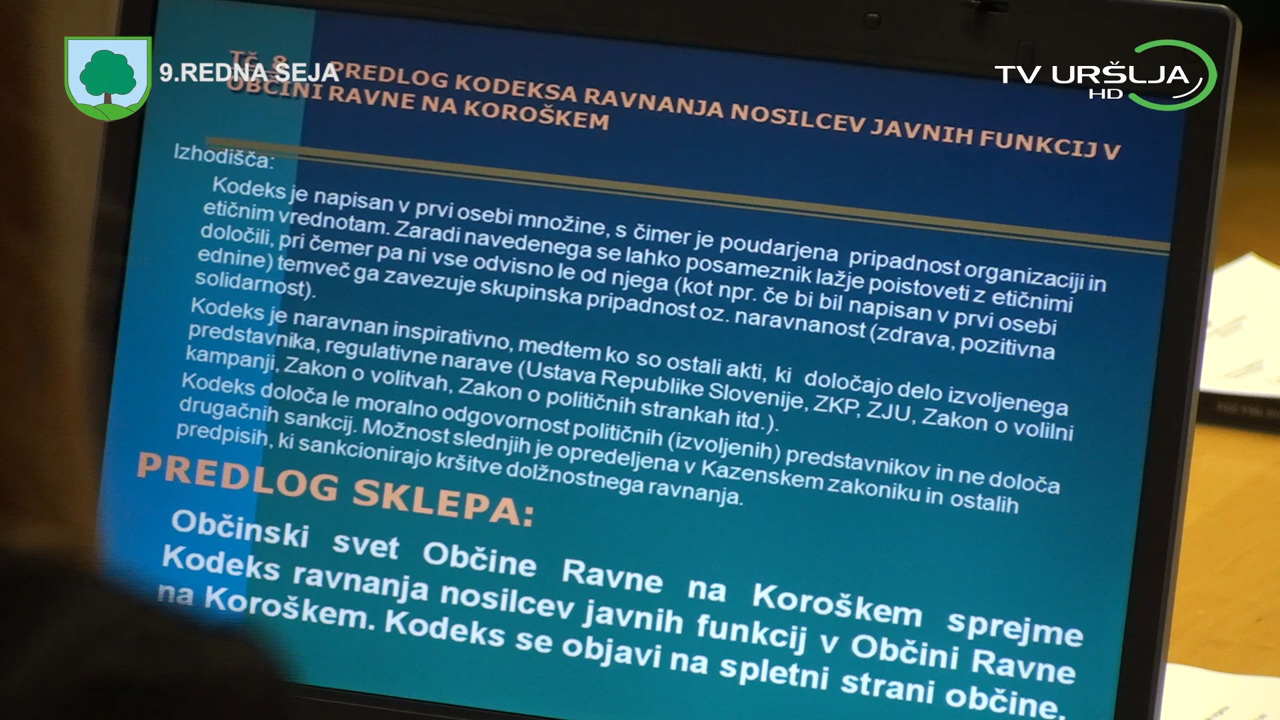 9.REDNA SEJA
TV URŠLJA
HD
Tč. 8 PREDLOG KODEKSA RAVNANJA NOSILCEV JAVNIH FUNKCIJ V
OBČINI RAVNE NA KOROŠKEM
Izhodišča:
Kodeks je napisan v prvi osebi množine, s čimer je poudarjena pripadnost organizaciji in
etičnim vrednotam. Zaradi navedenega se lahko posameznik lažje poistoveti z etičnimi
določili, pri čemer pa ni vse odvisno le od njega (kot npr. če bi bil napisan v prvi osebi
ednine) temveč ga zavezuje skupinska pripadnost oz. naravnanost (zdrava, pozitivna
solidarnost).
Kodeks je naravnan inspirativno, medtem ko so ostali akti, ki določajo delo izvoljenega
predstavnika, regulativne narave (Ustava Republike Slovenije, ZKP, ZJU, Zakon o volilni
kampanji, Zakon o volitvah, Zakon o političnih strankah itd.).
Kodeks določa le moralno odgovornost političnih (izvoljenih) predstavnikov in ne določa
drugačnih sankcij. Možnost slednjih je opredeljena v Kazenskem zakoniku in ostalih
predpisih, ki sankcionirajo kršitve dolžnostnega ravnanja.
PREDLOG SKLEPA:
Občinski svet Občine Ravne na Koroškem sprejme
Kodeks ravnanja nosilcev javnih funkcij v Občini Ravne
na Koroškem. Kodeks se objavi na spletni strani občine.